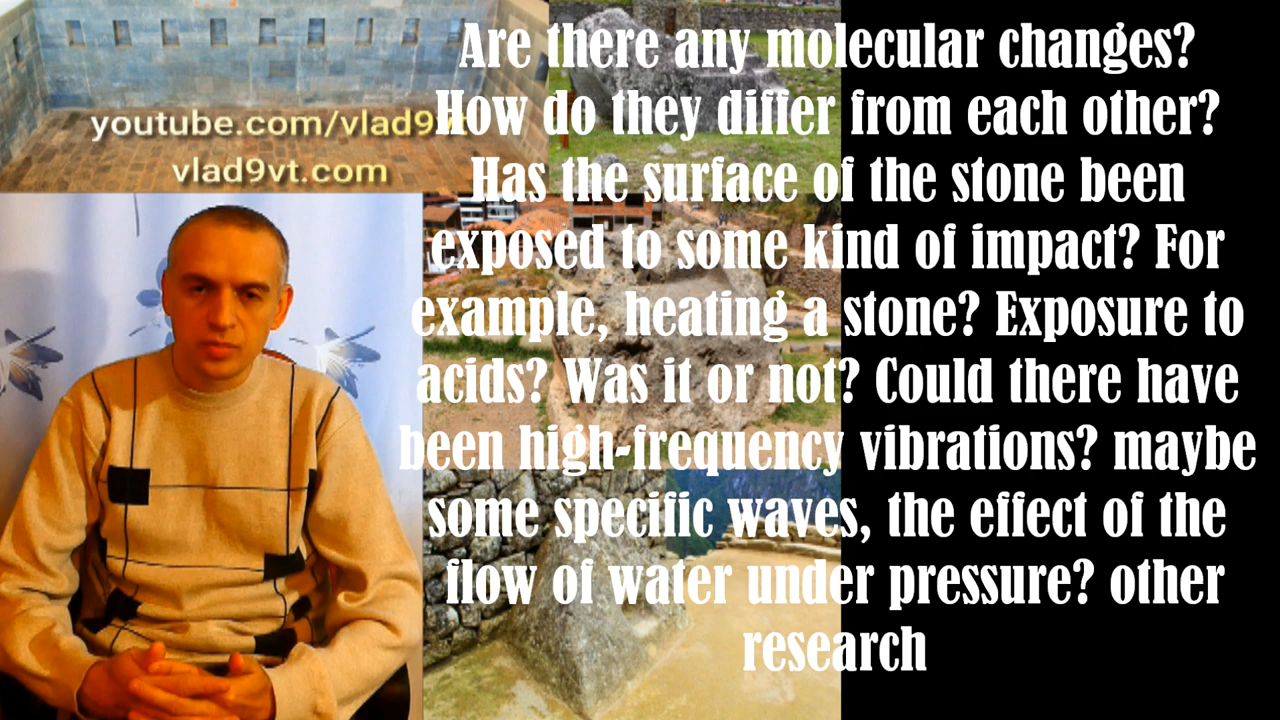 youtube.com/vlad9vt
vlad9vt.com
Are there any molecular changes?
How do they differ from each other?
Has the surface of the stone been
exposed to some kind of impact? For
example, heating a stone? Exposure to
acids? Was it or not? Could there have
been high-frequency vibrations? maybe
some specific waves, the effect of the
flow of water under pressure? other
research